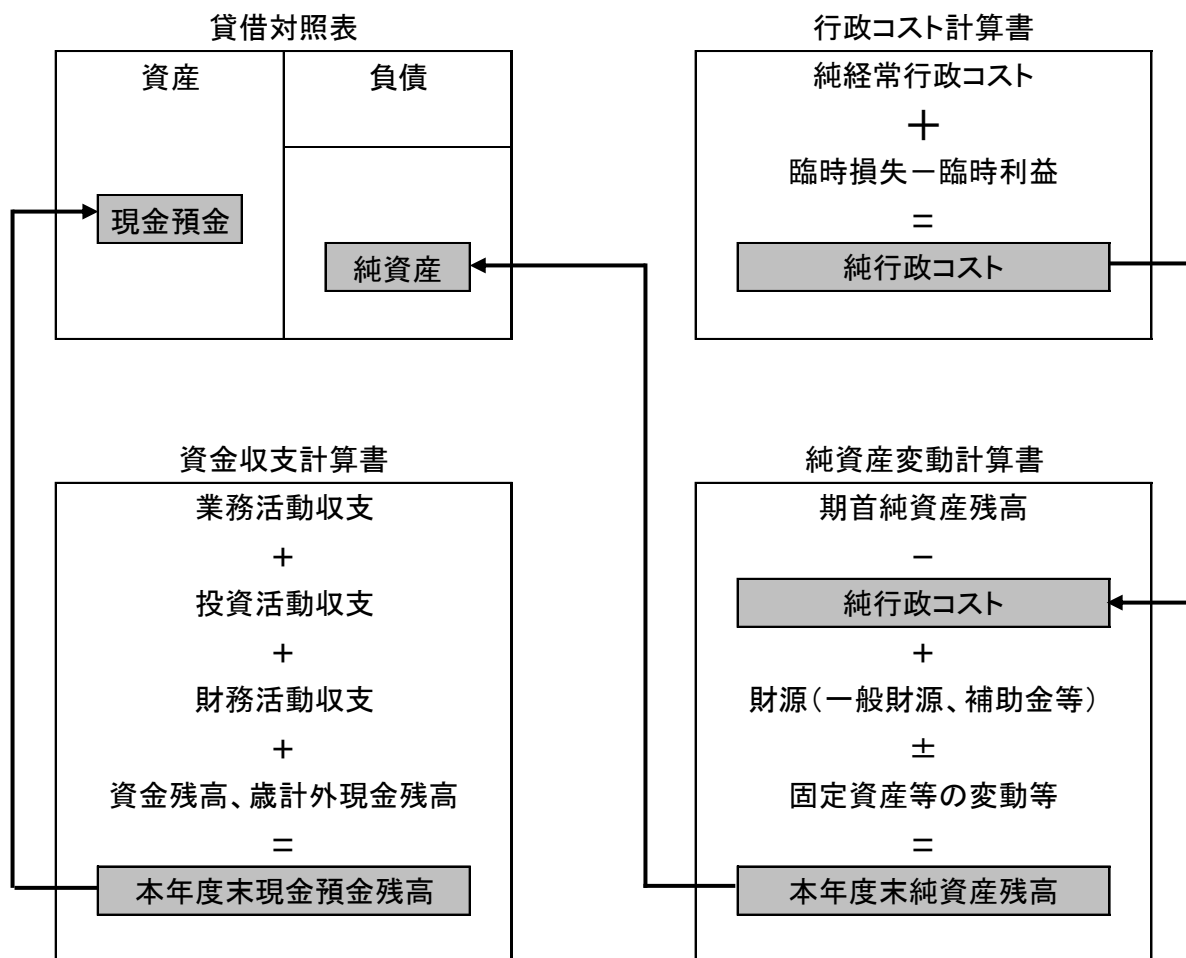 貸借対照表
資産
負債
現金預金
純資産
行政コスト計算書
純経常行政コスト
＋
臨時損失－臨時利益
＝
純行政コスト
資金収支計算書
業務活動収支
＋
投資活動収支
＋
財務活動収支
＋
資金残高、歳計外現金残高
＝
本年度末現金預金残高
純資産変動計算書
期首純資産残高
－
純行政コスト
＋
財源（一般財源、補助金等）
±
固定資産等の変動等
＝
本年度末純資産残高